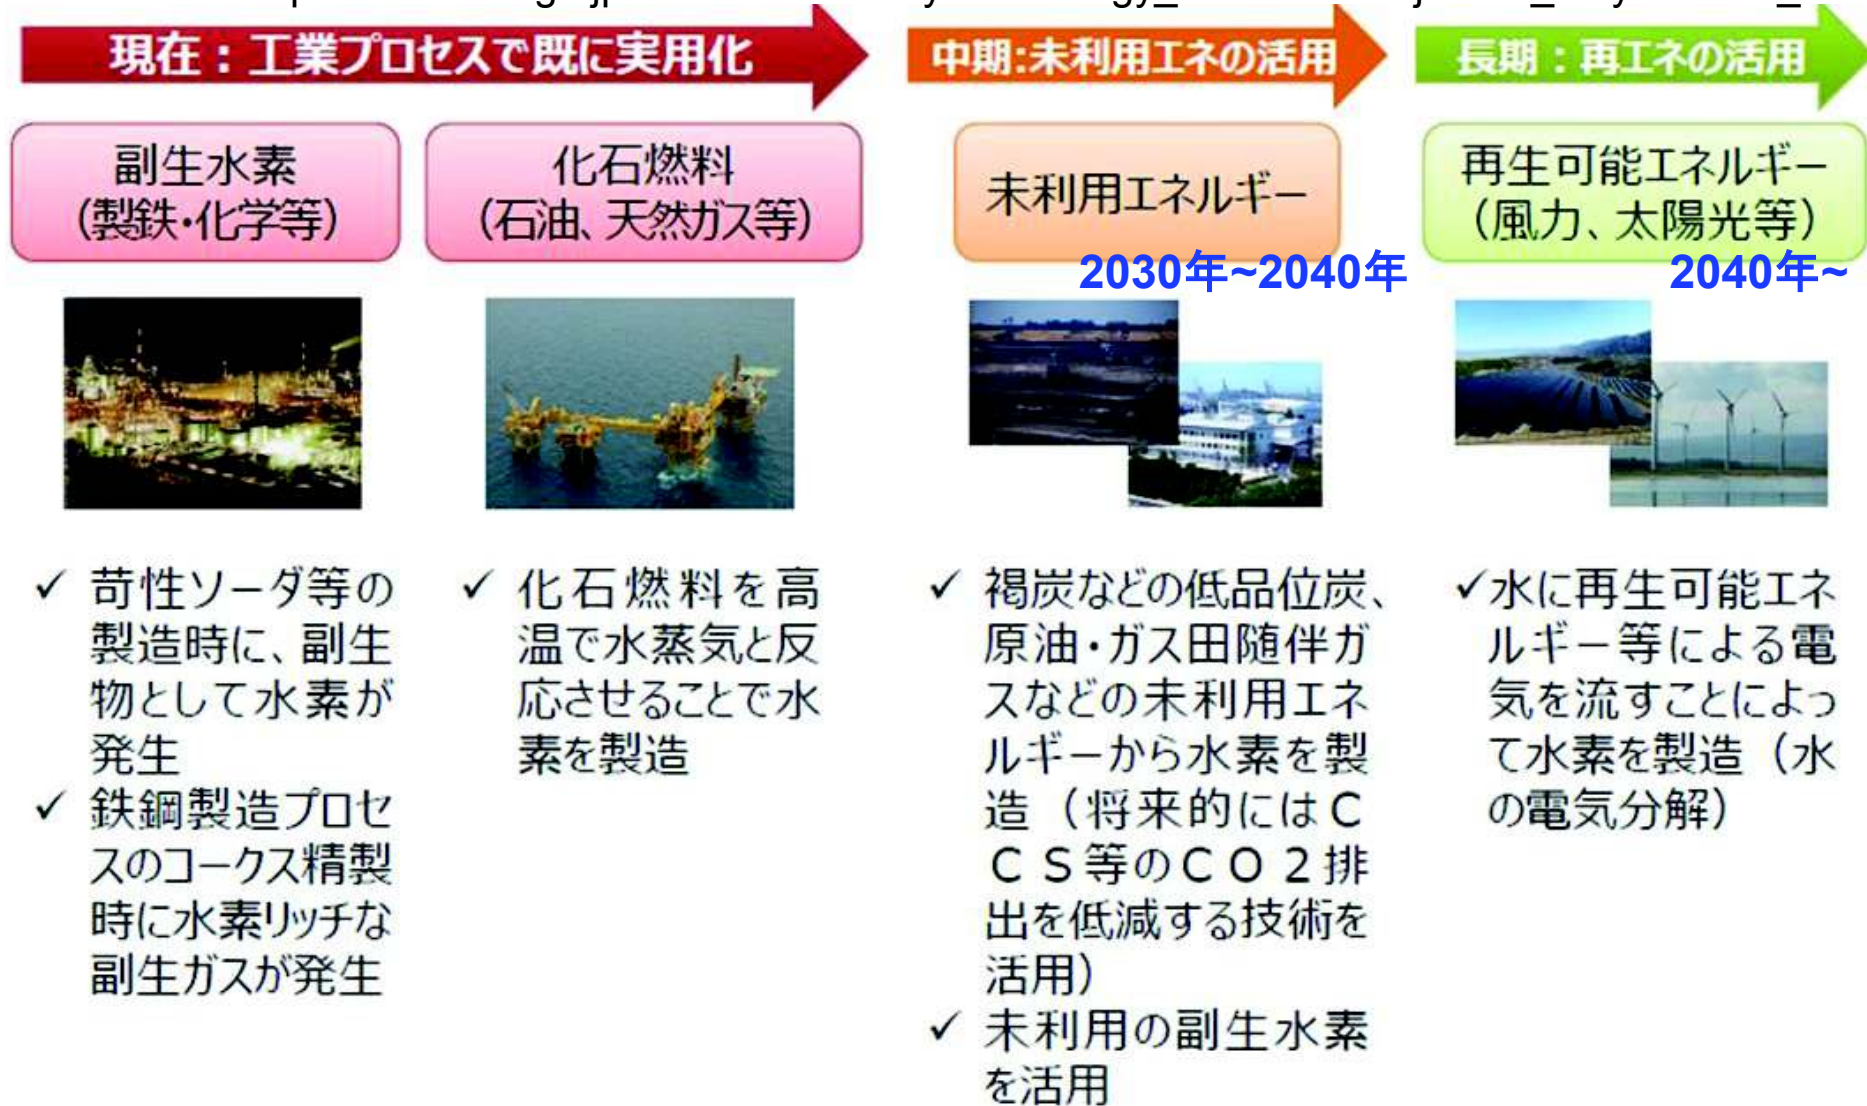 現在：工業プロセスで既に実用化
中期:未利用エネの活用
長期：再エネの活用
副生水素
（製鉄・化学等）
化石燃料
（石油、天然ガス等）
未利用エネルギー
2030年~2040年
再生可能エネルギー
（風力、太陽光等）
2040年~
✓ 苛性ソーダ等の
製造時に、副生
物として水素が
発生
✓ 鉄鋼製造プロセ
スのコークス精製
時に水素リッチな
副生ガスが発生
✓ 化石燃料を高
温で水蒸気と反
応させることで水
素を製造
✓ 褐炭などの低品位炭、
原油・ガス田随伴ガ
スなどの未利用エネ
ルギーから水素を製
造（将来的にはＣ
ＣＳ等のＣＯ２排
出を低減する技術を
活用）
✓ 未利用の副生水素
を活用
✓水に再生可能エネ
ルギー等による電
気を流すことによっ
て水素を製造（水
の電気分解）